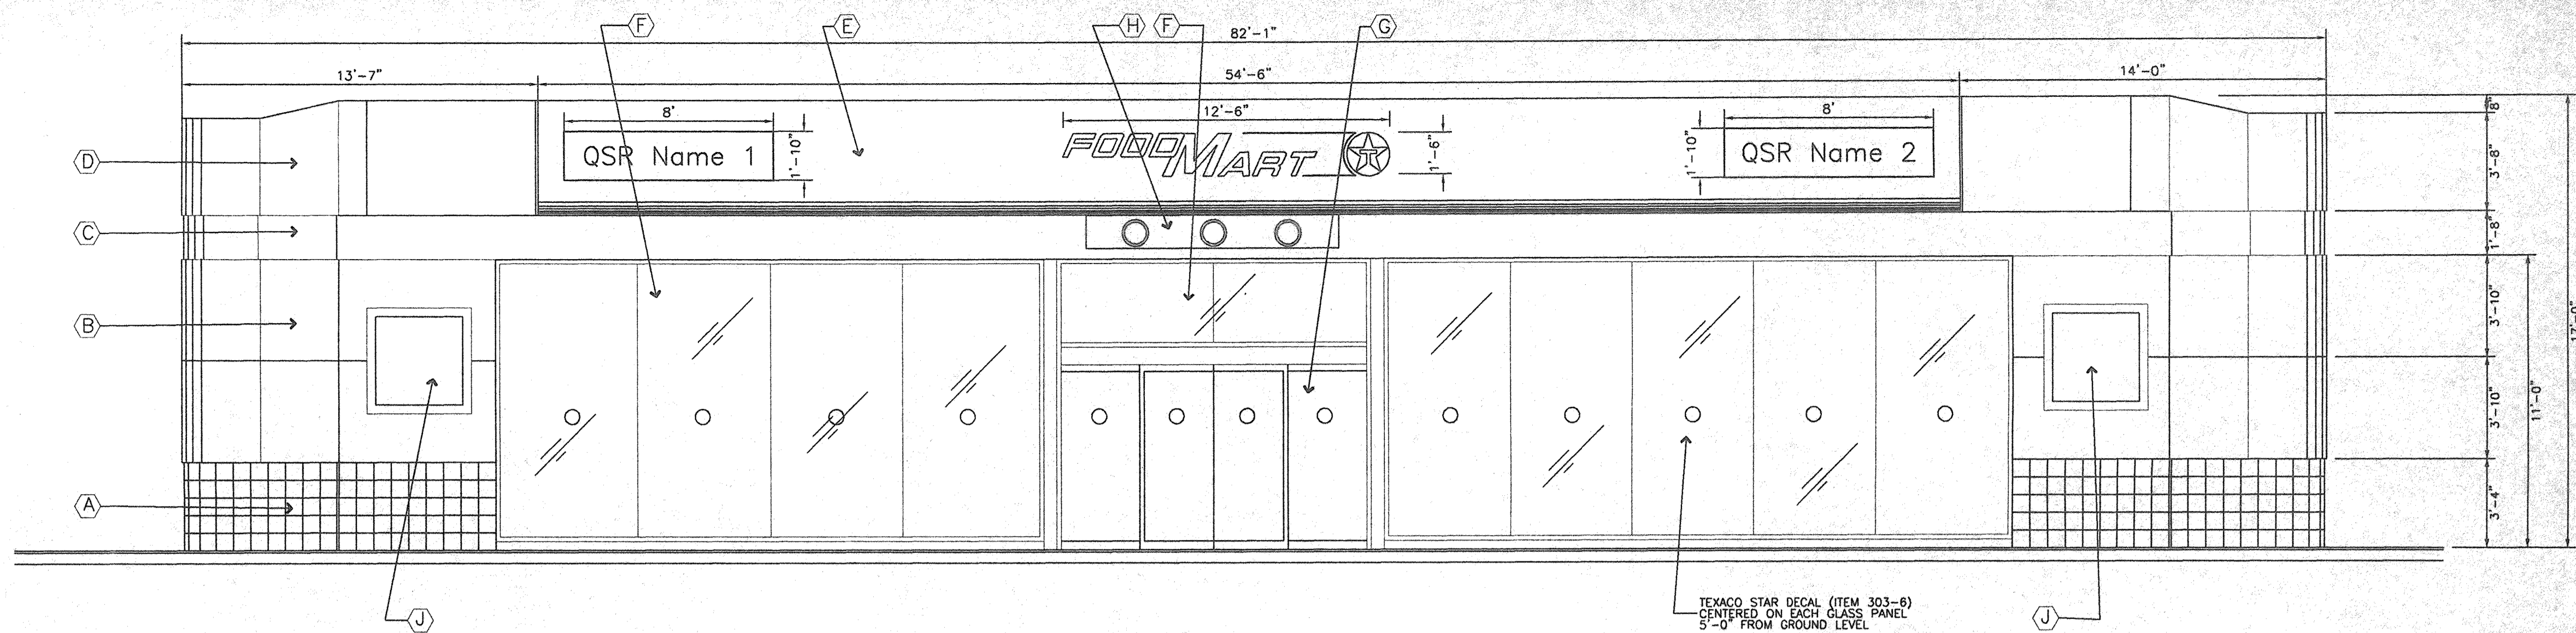 F
E
H
F
G
82'-1"
13'-7"
54'-6"
14'-0"
8'
12'-6"
8'
8"
QSR Name 1
1'-10"
FOODMART
1'-6"
1'-10"
QSR Name 2
3'-8"
D
C
1'-8"
B
3'-10"
3'-10"
11'-0"
A
3'-4"
TEXACO STAR DECAL (ITEM 303-6)
CENTERED ON EACH GLASS PANEL
5'-0" FROM GROUND LEVEL
J
J